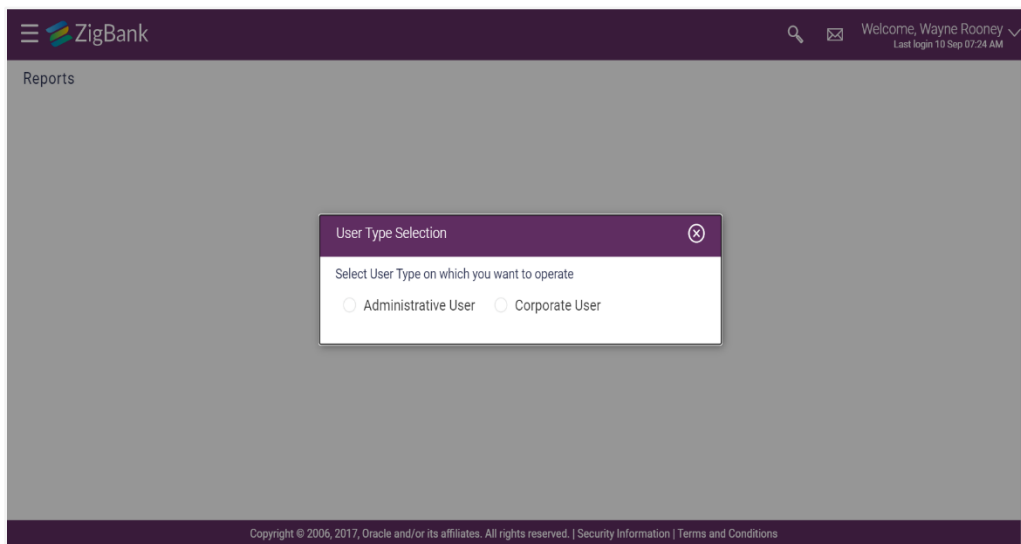 ZigBank
Welcome, Wayne Rooney
Last login 10 Sep 07:24 AM
Reports
User Type Selection
Select User Type on which you want to operate
Administrative User Corporate User
Copyright © 2006, 2017, Oracle and/or its affiliates. All rights reserved. | Security Information | Terms and Conditions